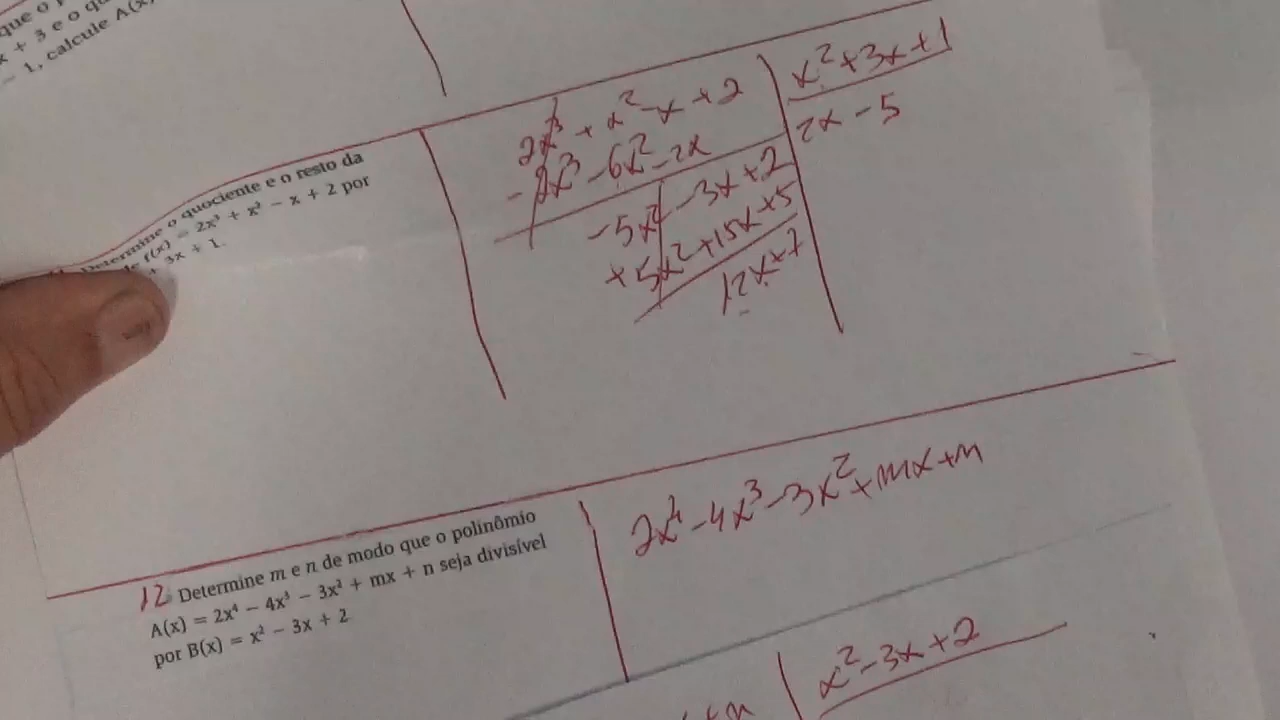 que o
x + 3 e o qu
= 1, calcule A(x)
Determine o quociente e o resto da
f(x) = 2x³ + x² − x + 2 por
+ 3x + 1.
2x³ + x² - x + 2
x² + 3x + 1
- 2x³ - 6x² - 2x
2x - 5
- 5x² - 3x + 2
+ 5x² + 15x + 5
12x + 7
12 Determine m e n de modo que o polinômio
A(x) = 2x⁴ − 4x³ − 3x² + mx + n seja divisível
por B(x) = x² − 3x + 2
2x⁴ - 4x³ - 3x² + mx + n
x² - 3x + 2